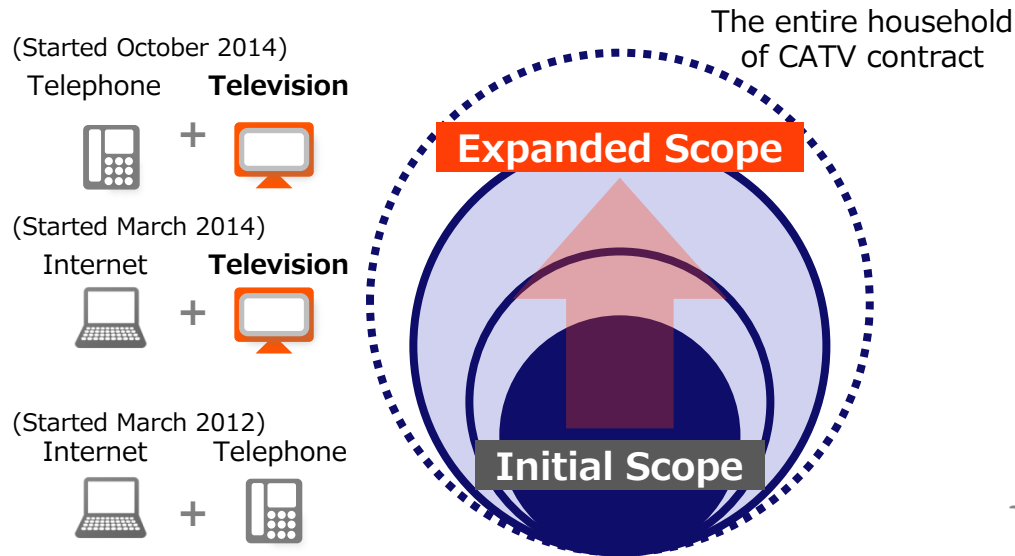 The entire household
of CATV contract
(Started October 2014)
Telephone
Television
+
Expanded Scope
(Started March 2014)
Internet
Television
+
(Started March 2012)
Internet
Telephone
+
Initial Scope